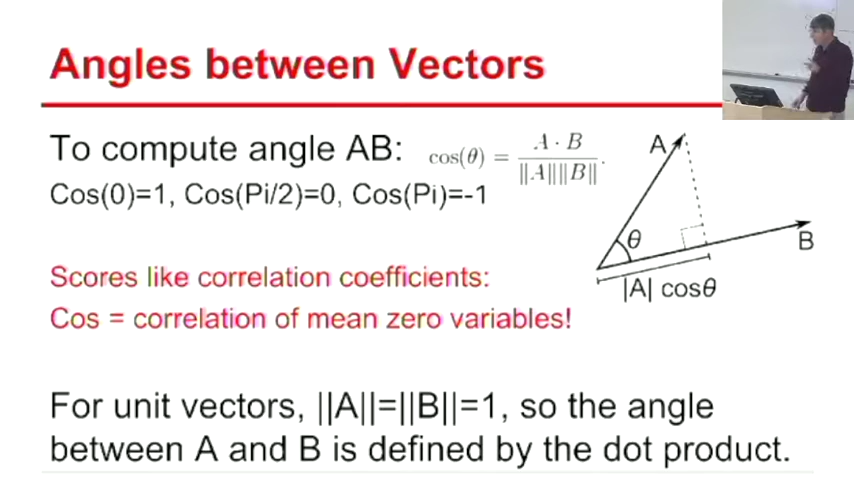 Angles between Vectors
To compute angle AB: cos(θ) = A · B / ||A|| ||B|| .
Cos(0)=1, Cos(Pi/2)=0, Cos(Pi)=-1
Scores like correlation coefficients:
Cos = correlation of mean zero variables!
A
θ
B
|A| cosθ
For unit vectors, ||A||=||B||=1, so the angle
between A and B is defined by the dot product.